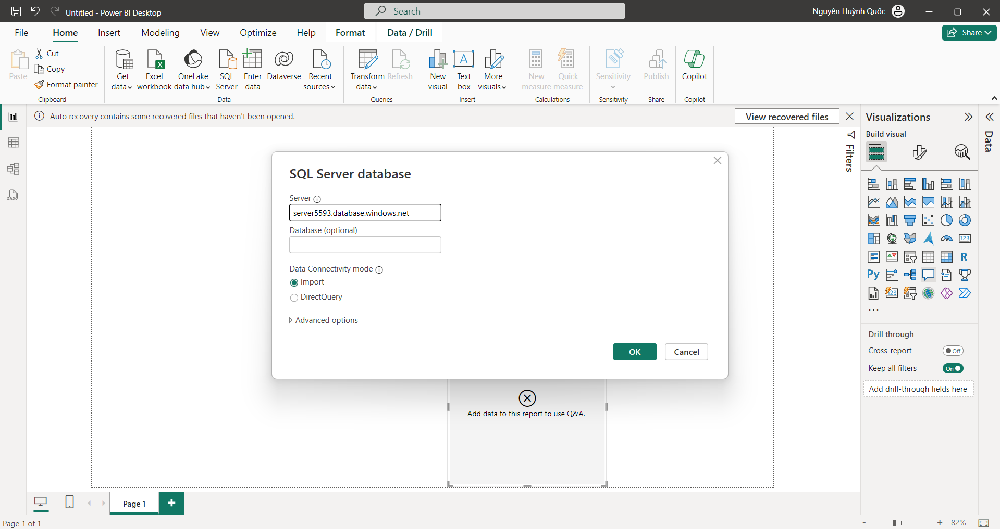 Untitled - Power BI Desktop
Search
Nguyên Huỳnh Quốc
File
Home
Insert
Modeling
View
Optimize
Help
Format
Data / Drill
Share
Paste
Cut
Copy
Format painter
Clipboard
Get data
Excel workbook
OneLake data hub
SQL Server
Enter data
Dataverse
Recent sources
Data
Transform data
Refresh
Queries
New visual
Text box
More visuals
Insert
New measure
Quick measure
Calculations
Sensitivity
Sensitivity
Publish
Share
Copilot
Copilot
Auto recovery contains some recovered files that haven't been opened.
View recovered files
SQL Server database
Server
server5593.database.windows.net
Database (optional)
Data Connectivity mode
Import
DirectQuery
Advanced options
OK
Cancel
Add data to this report to use Q&A.
Filters
Visualizations
Build visual
123
R
Py
123
Data
DAX
Drill through
Cross-report
Off
Keep all filters
On
Add drill-through fields here
Page 1
Page 1 of 1
- + 82%